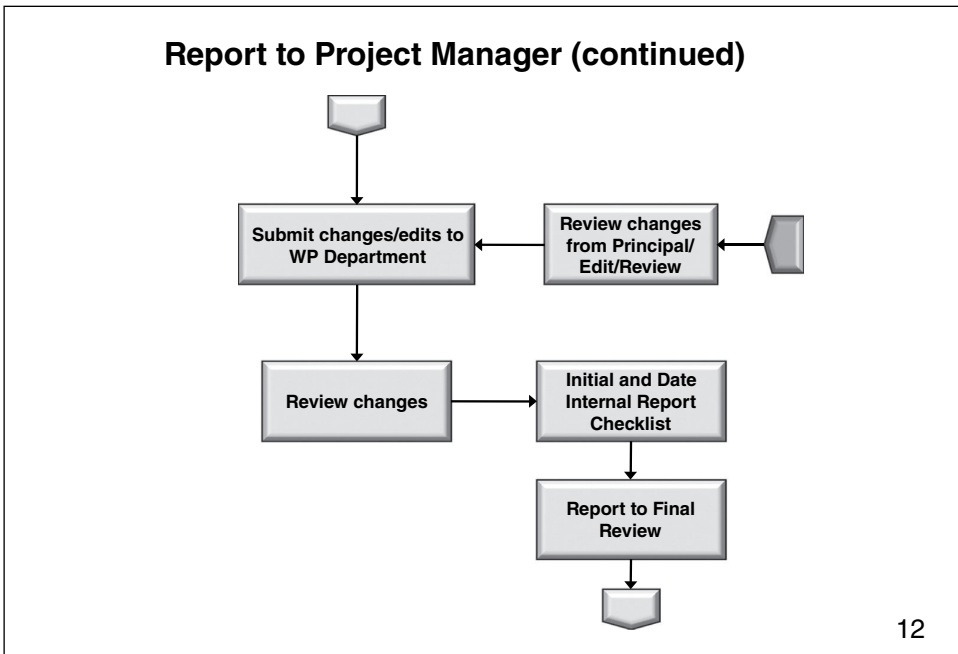 Report to Project Manager (continued)
Submit changes/edits to
WP Department
Review changes
from Principal/
Edit/Review
Review changes
Initial and Date
Internal Report
Checklist
Report to Final
Review
12